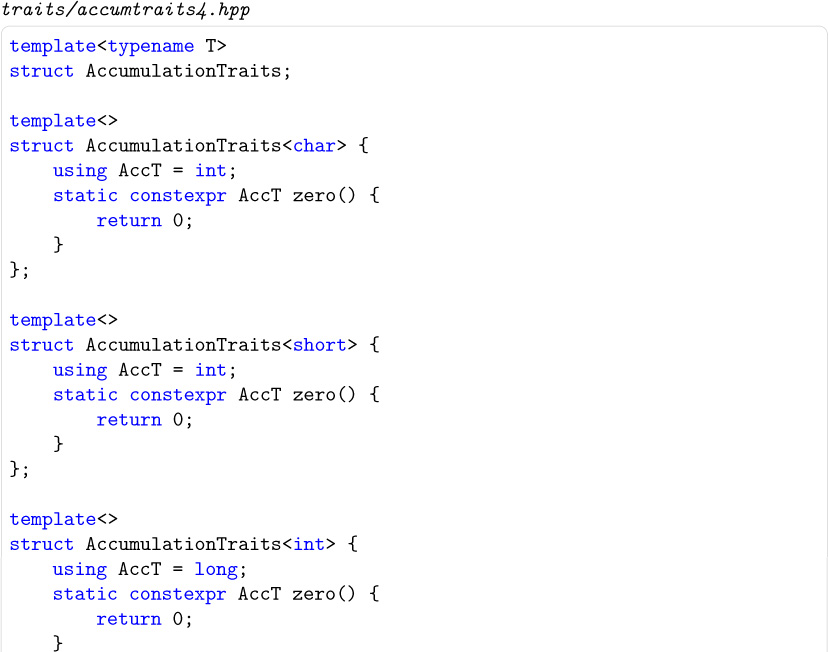 traits/accumtraits4.hpp
template<typename T>
struct AccumulationTraits;
template<>
struct AccumulationTraits<char> {
    using AccT = int;
    static constexpr AccT zero() {
        return 0;
    }
};
template<>
struct AccumulationTraits<short> {
    using AccT = int;
    static constexpr AccT zero() {
        return 0;
    }
};
template<>
struct AccumulationTraits<int> {
    using AccT = long;
    static constexpr AccT zero() {
        return 0;
    }